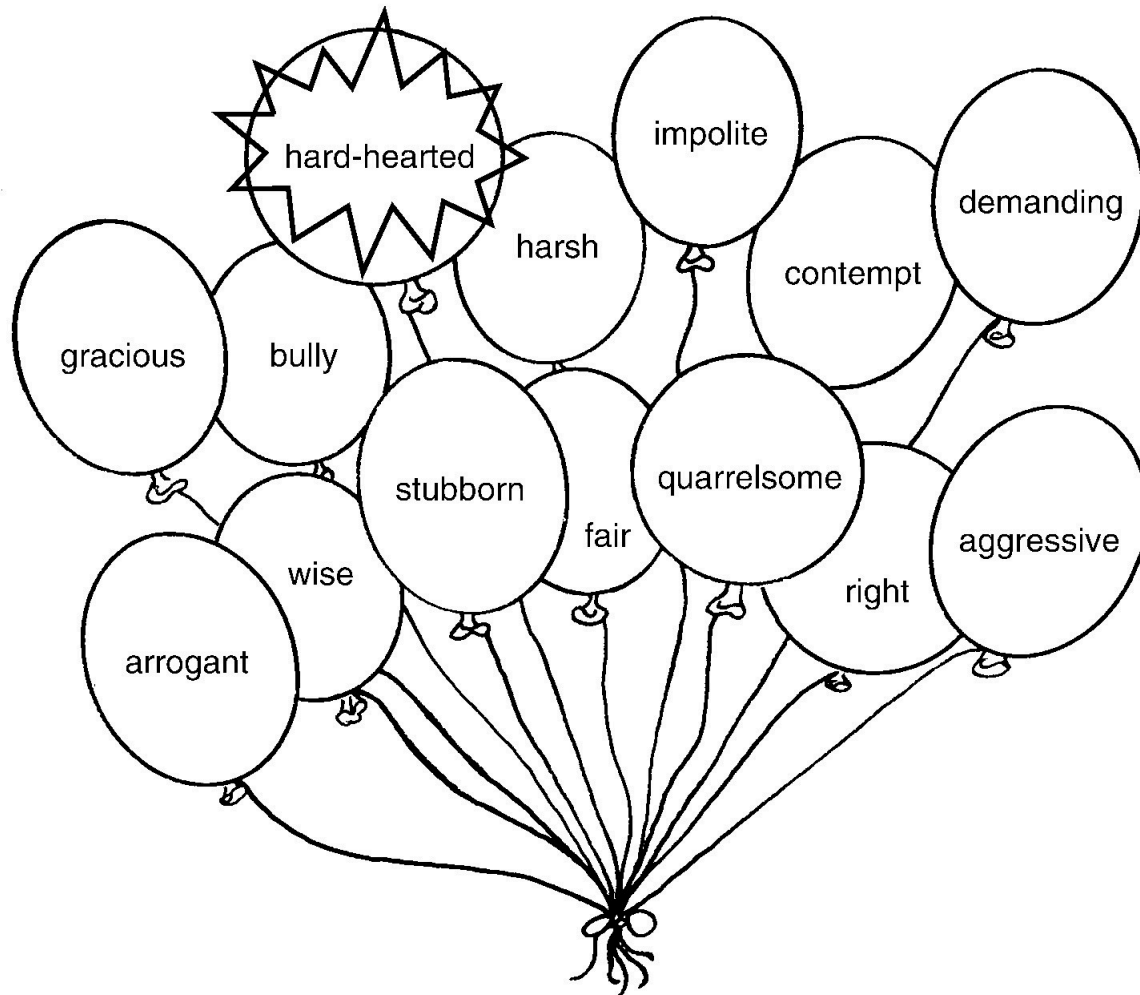 hard-hearted
impolite
demanding
harsh
contempt
gracious
bully
stubborn
quarrelsome
fair
aggressive
wise
right
arrogant